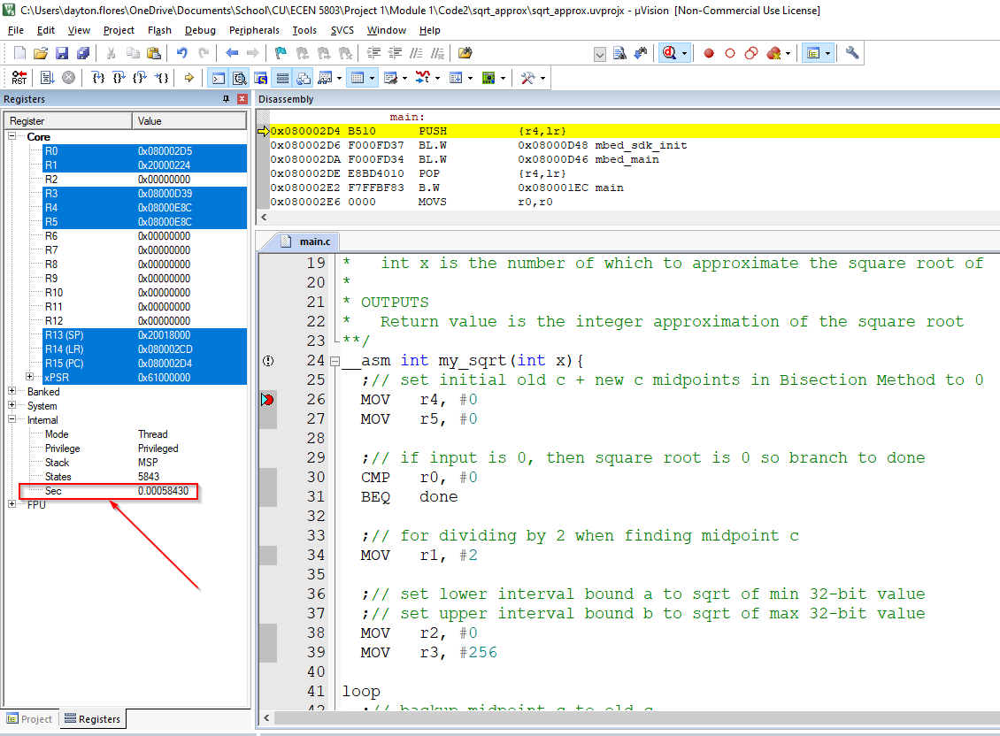 C:\Users\dayton.flores\OneDrive\Documents\School\CU\ECEN 5803\Project 1\Module 1\Code2\sqrt_approx\sqrt_approx.uvprojx - µVision [Non-Commercial Use License]
File Edit View Project Flash Debug Peripherals Tools SVCS Window Help
RST
Registers
Register Value
Core
R0 0x080002D5
R1 0x20000224
R2 0x00000000
R3 0x08000D39
R4 0x08000E8C
R5 0x08000E8C
R6 0x00000000
R7 0x00000000
R8 0x00000000
R9 0x00000000
R10 0x00000000
R11 0x00000000
R12 0x00000000
R13 (SP) 0x20018000
R14 (LR) 0x080002CD
R15 (PC) 0x080002D4
xPSR 0x61000000
Banked
System
Internal
Mode Thread
Privilege Privileged
Stack MSP
States 5843
Sec 0.00058430
FPU
Project Registers
Disassembly
main:
0x080002D4 B510 PUSH {r4,lr}
0x080002D6 F000FD37 BL.W 0x08000D48 mbed_sdk_init
0x080002DA F000FD34 BL.W 0x08000D46 mbed_main
0x080002DE E8BD4010 POP {r4,lr}
0x080002E2 F7FFBF83 B.W 0x080001EC main
0x080002E6 0000 MOVS r0,r0
main.c
19 * int x is the number of which to approximate the square root of
20 *
21 * OUTPUTS
22 * Return value is the integer approximation of the square root
23 **/
24 __asm int my_sqrt(int x){
25 ;// set initial old c + new c midpoints in Bisection Method to 0
26 MOV r4, #0
27 MOV r5, #0
28
29 ;// if input is 0, then square root is 0 so branch to done
30 CMP r0, #0
31 BEQ done
32
33 ;// for dividing by 2 when finding midpoint c
34 MOV r1, #2
35
36 ;// set lower interval bound a to sqrt of min 32-bit value
37 ;// set upper interval bound b to sqrt of max 32-bit value
38 MOV r2, #0
39 MOV r3, #256
40
41 loop
42 ;// backup midpoint c to old c